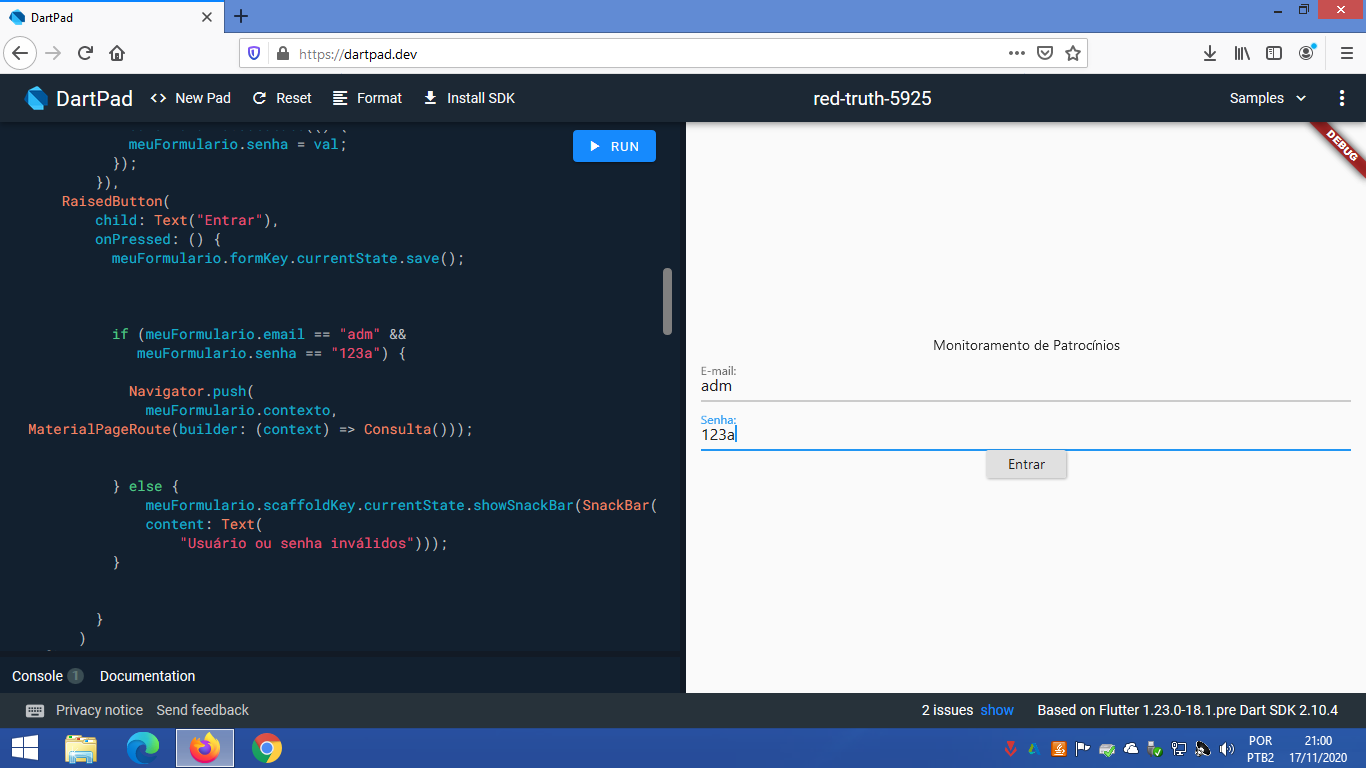 DartPad
https://dartpad.dev
DartPad
New Pad
Reset
Format
Install SDK
red-truth-5925
Samples
meuFormulario.senha = val;
});
}),
RaisedButton(
child: Text("Entrar"),
onPressed: () {
meuFormulario.formKey.currentState.save();
if (meuFormulario.email == "adm" &&
meuFormulario.senha == "123a") {
Navigator.push(
meuFormulario.contexto,
MaterialPageRoute(builder: (context) => Consulta()));
} else {
meuFormulario.scaffoldKey.currentState.showSnackBar(SnackBar(
content: Text(
"Usuário ou senha inválidos")));
}
}
)
RUN
DEBUG
Monitoramento de Patrocínios
E-mail:
adm
Senha:
123a
Entrar
Console 1
Documentation
Privacy notice
Send feedback
2 issues show
Based on Flutter 1.23.0-18.1.pre Dart SDK 2.10.4
POR
PTB2
21:00
17/11/2020